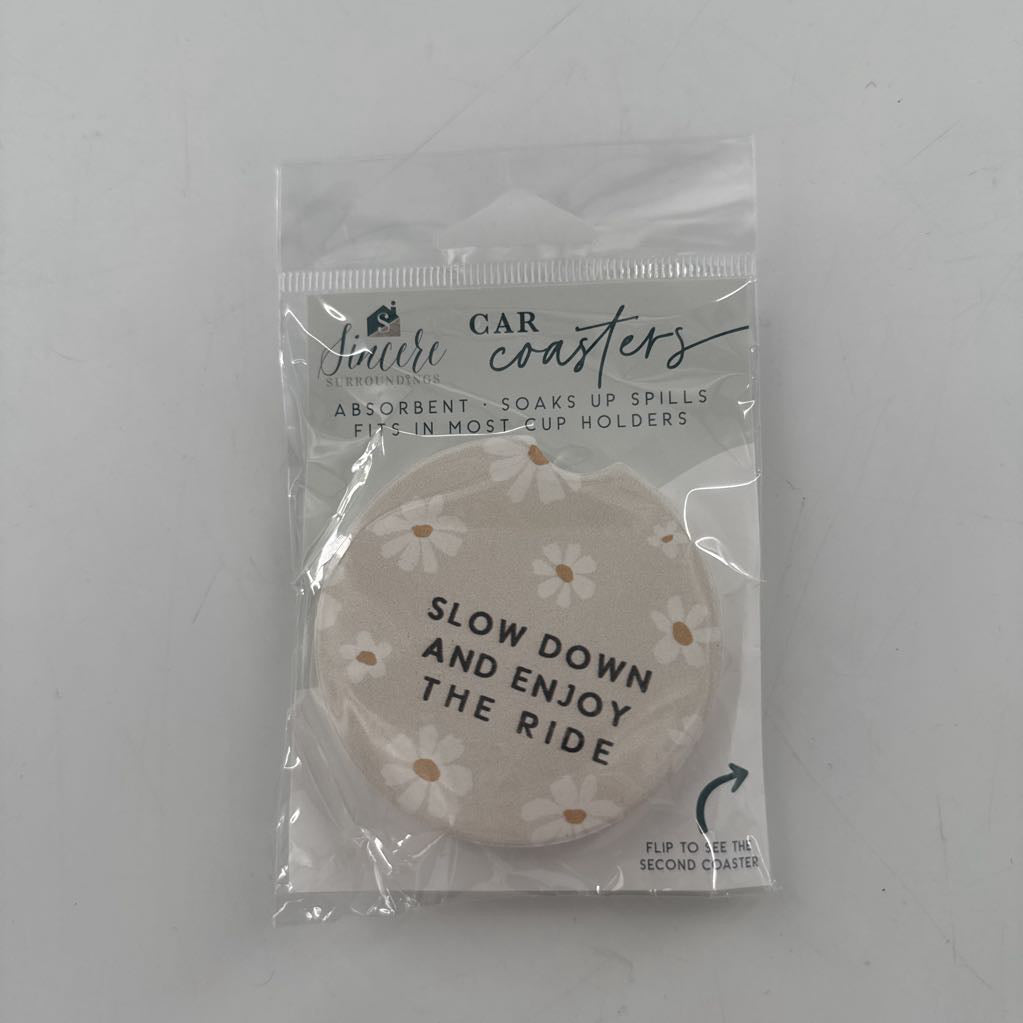 Si
Sincere
SURROUNDINGS
CAR
coasters
ABSORBENT · SOAKS UP SPILLS
FITS IN MOST CUP HOLDERS
SLOW DOWN
AND ENJOY
THE RIDE
FLIP TO SEE THE
SECOND COASTER